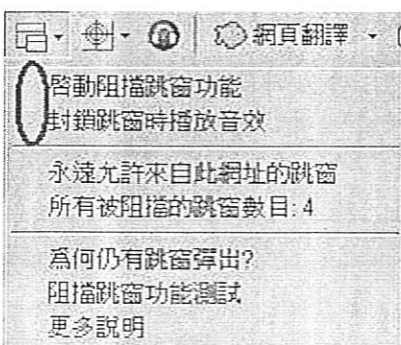 網頁翻譯
啓動阻擋跳窗功能
封鎖跳窗時播放音效
永遠允許來自此網址的跳窗
所有被阻擋的跳窗數目: 4
爲何仍有跳窗彈出?
阻擋跳窗功能測試
更多說明